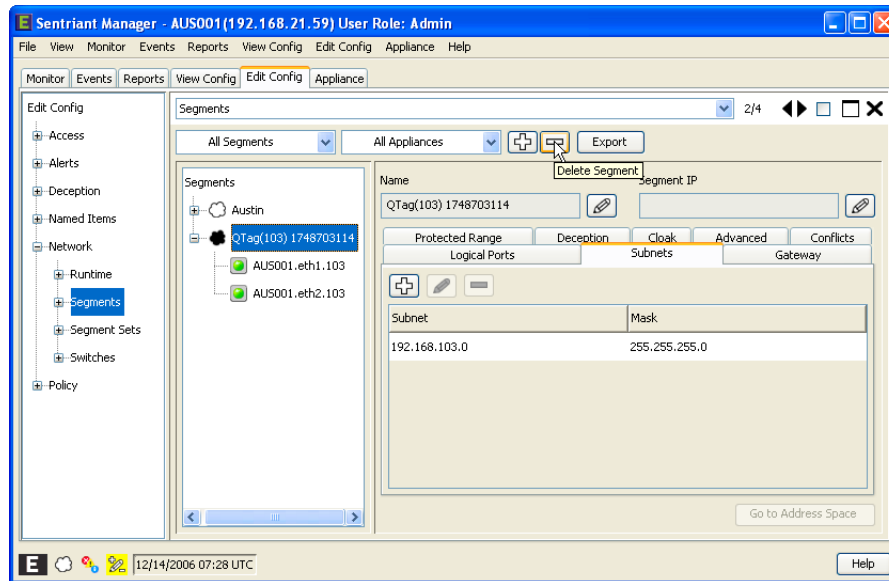 E Sentriant Manager - AUS001(192.168.21.59) User Role: Admin
File View Monitor Events Reports View Config Edit Config Appliance Help
Monitor Events Reports View Config Edit Config Appliance
Edit Config
Access
Alerts
Deception
Named Items
Network
Runtime
Segments
Segment Sets
Switches
Policy
Segments 2/4
All Segments All Appliances Export
Delete Segment
Segments
Austin
QTag(103) 1748703114
AUS001.eth1.103
AUS001.eth2.103
Name Segment IP
QTag(103) 1748703114
Protected Range Deception Cloak Advanced Conflicts
Logical Ports Subnets Gateway
Subnet Mask
192.168.103.0 255.255.255.0
Go to Address Space
E 12/14/2006 07:28 UTC Help